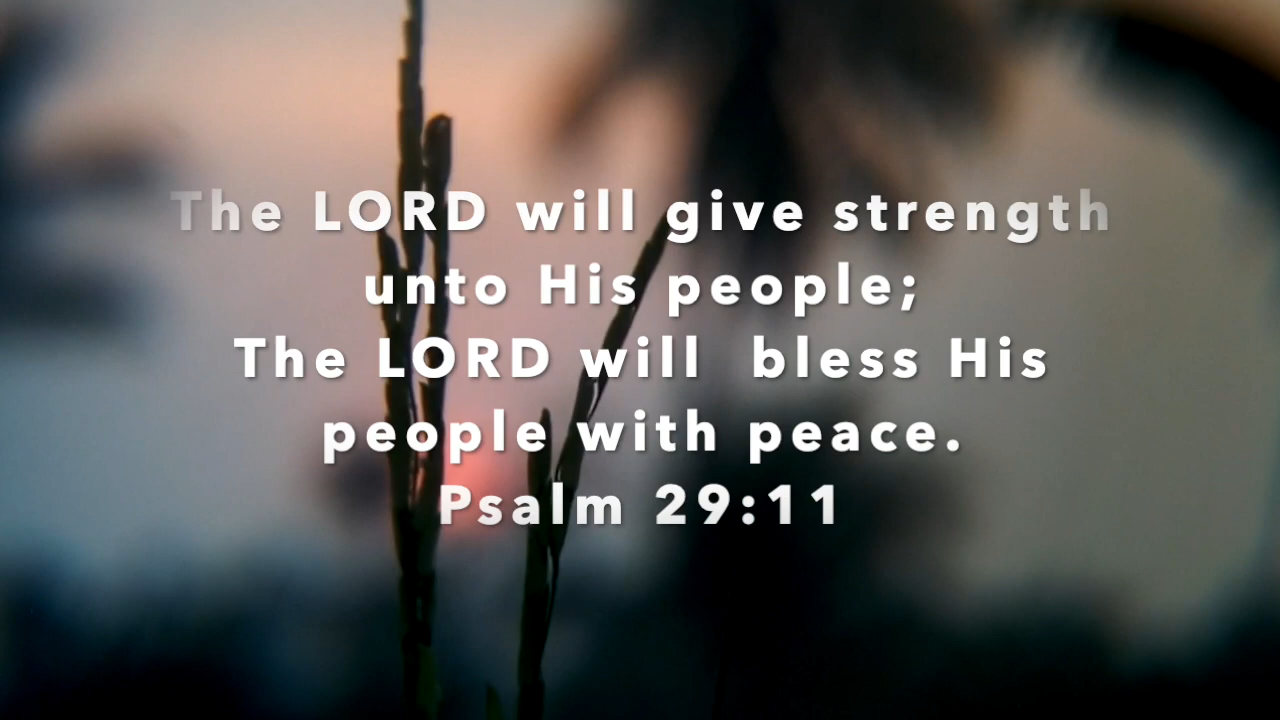 The LORD will give strength
unto His people;
The LORD will  bless His
people with peace.
Psalm 29:11